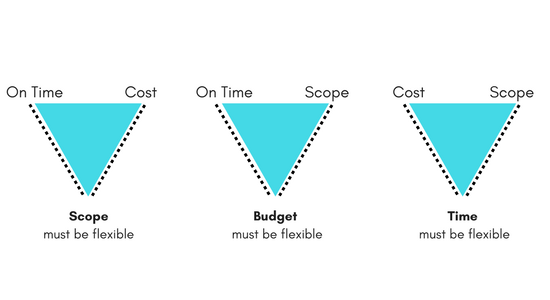 On Time Cost
Scope
must be flexible
On Time Scope
Budget
must be flexible
Cost Scope
Time
must be flexible